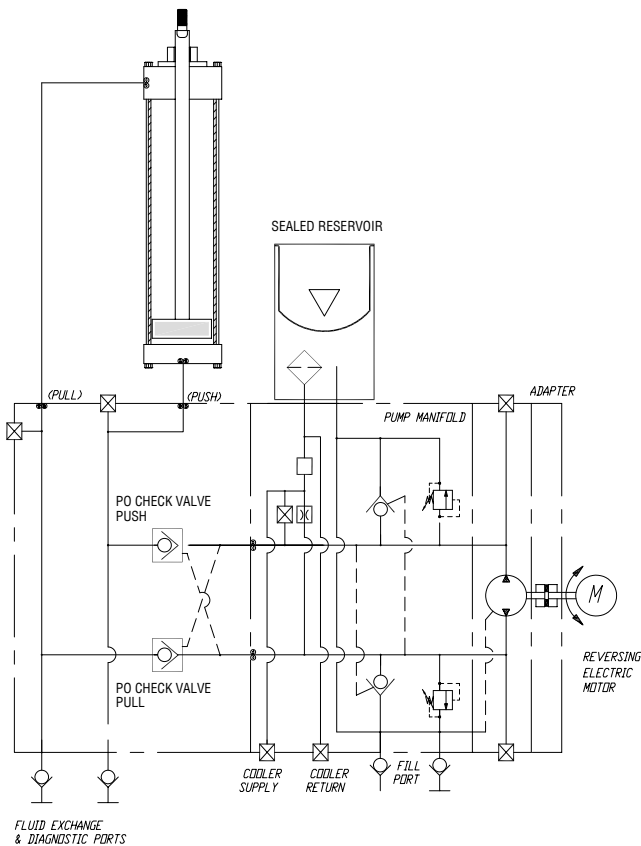 SEALED RESERVOIR
(PULL)
(PUSH)
ADAPTER
PUMP MANIFOLD
PO CHECK VALVE
PUSH
M
PO CHECK VALVE
PULL
REVERSING
ELECTRIC
MOTOR
COOLER
SUPPLY
COOLER
RETURN
FILL
PORT
FLUID EXCHANGE
& DIAGNOSTIC PORTS